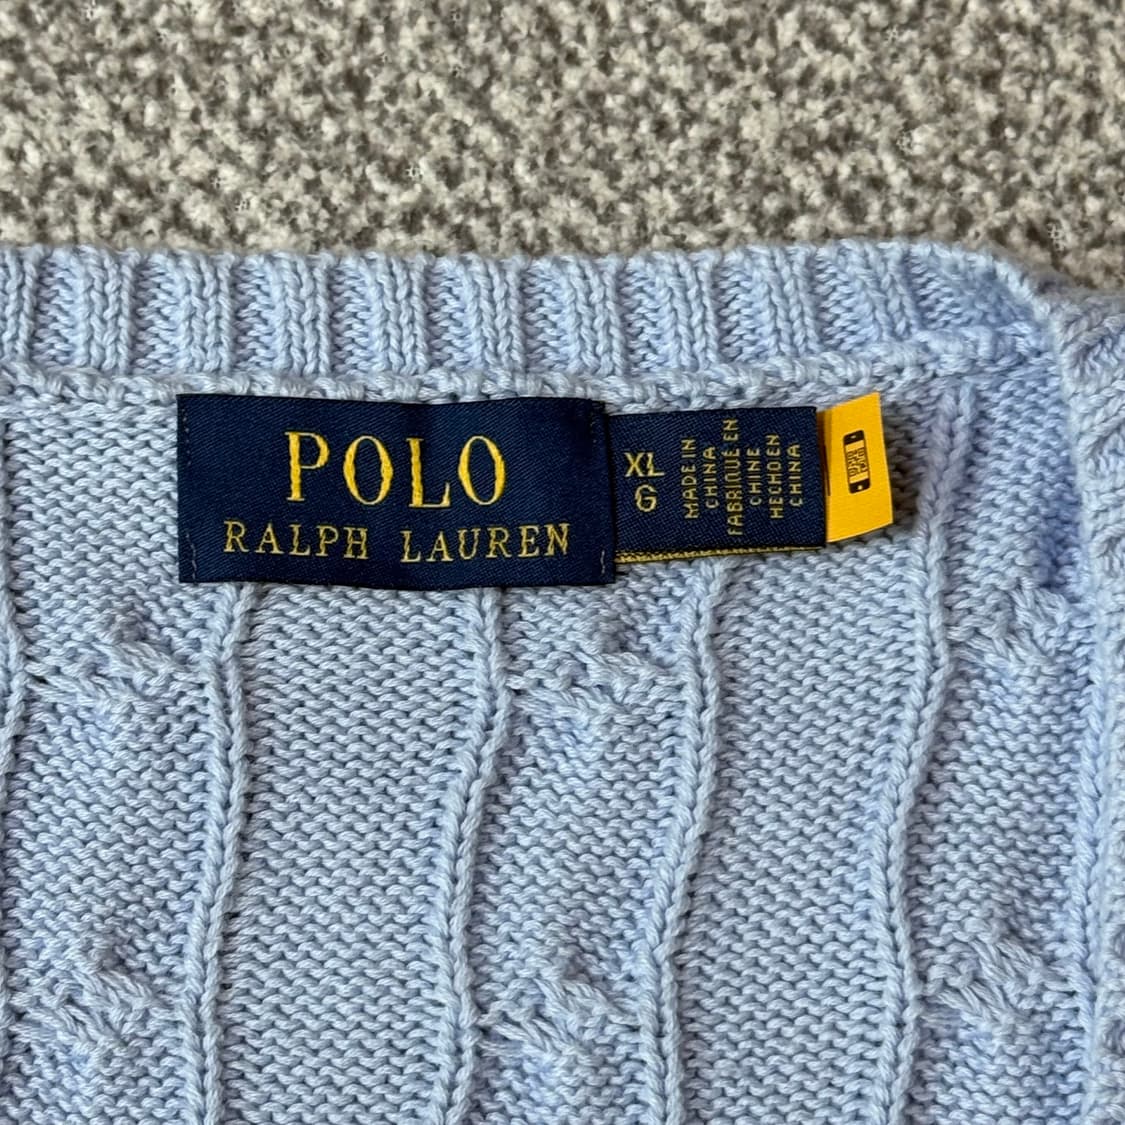 POLO
RALPH LAUREN
XL
G
MADE IN
CHINA
FABRIQUÉ EN
CHINE
HECHO EN
CHINA